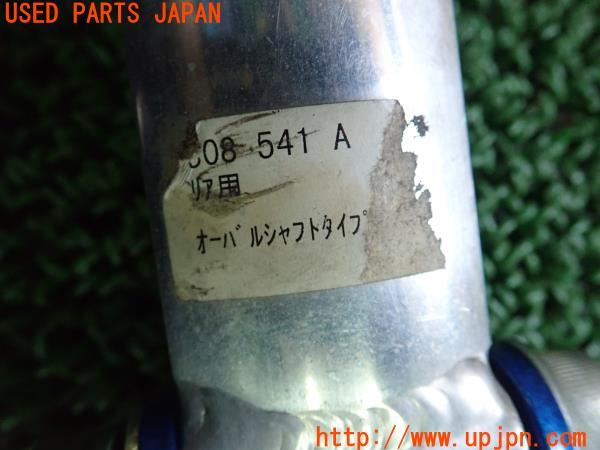 USED PARTS JAPAN
08 541 A
リア用
オーバルシャフトタイプ
http://www.upjpn.com